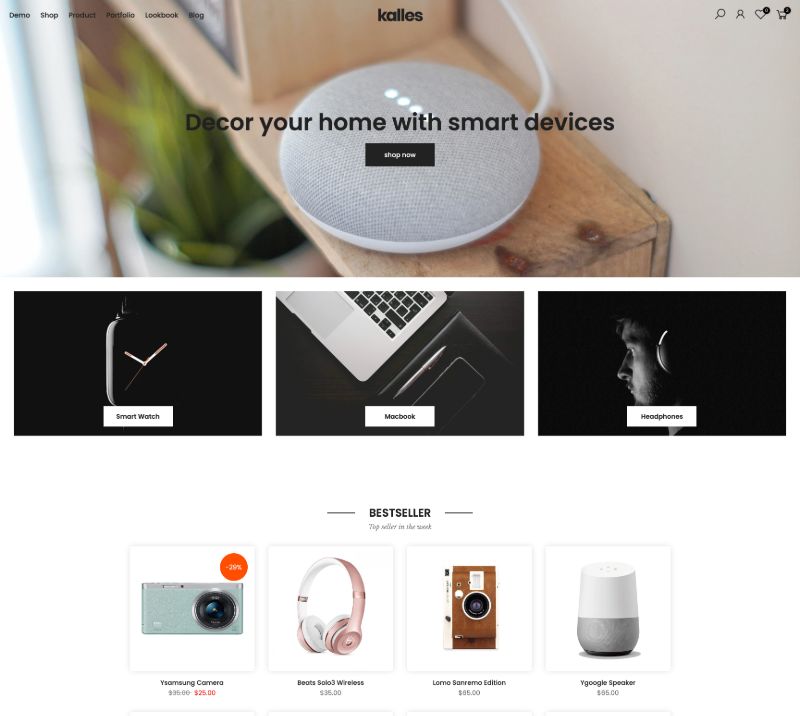 Demo Shop Product Portfolio Lookbook Blog
kalles
0
2
Decor your home with smart devices
shop now
Smart Watch
Macbook
Headphones
BESTSELLER
Top seller in the week
-29%
Ysamsung Camera
$35.00 $25.00
Beats Solo3 Wireless
$35.00
Lomo Sanremo Edition
$65.00
Ygoogle Speaker
$65.00